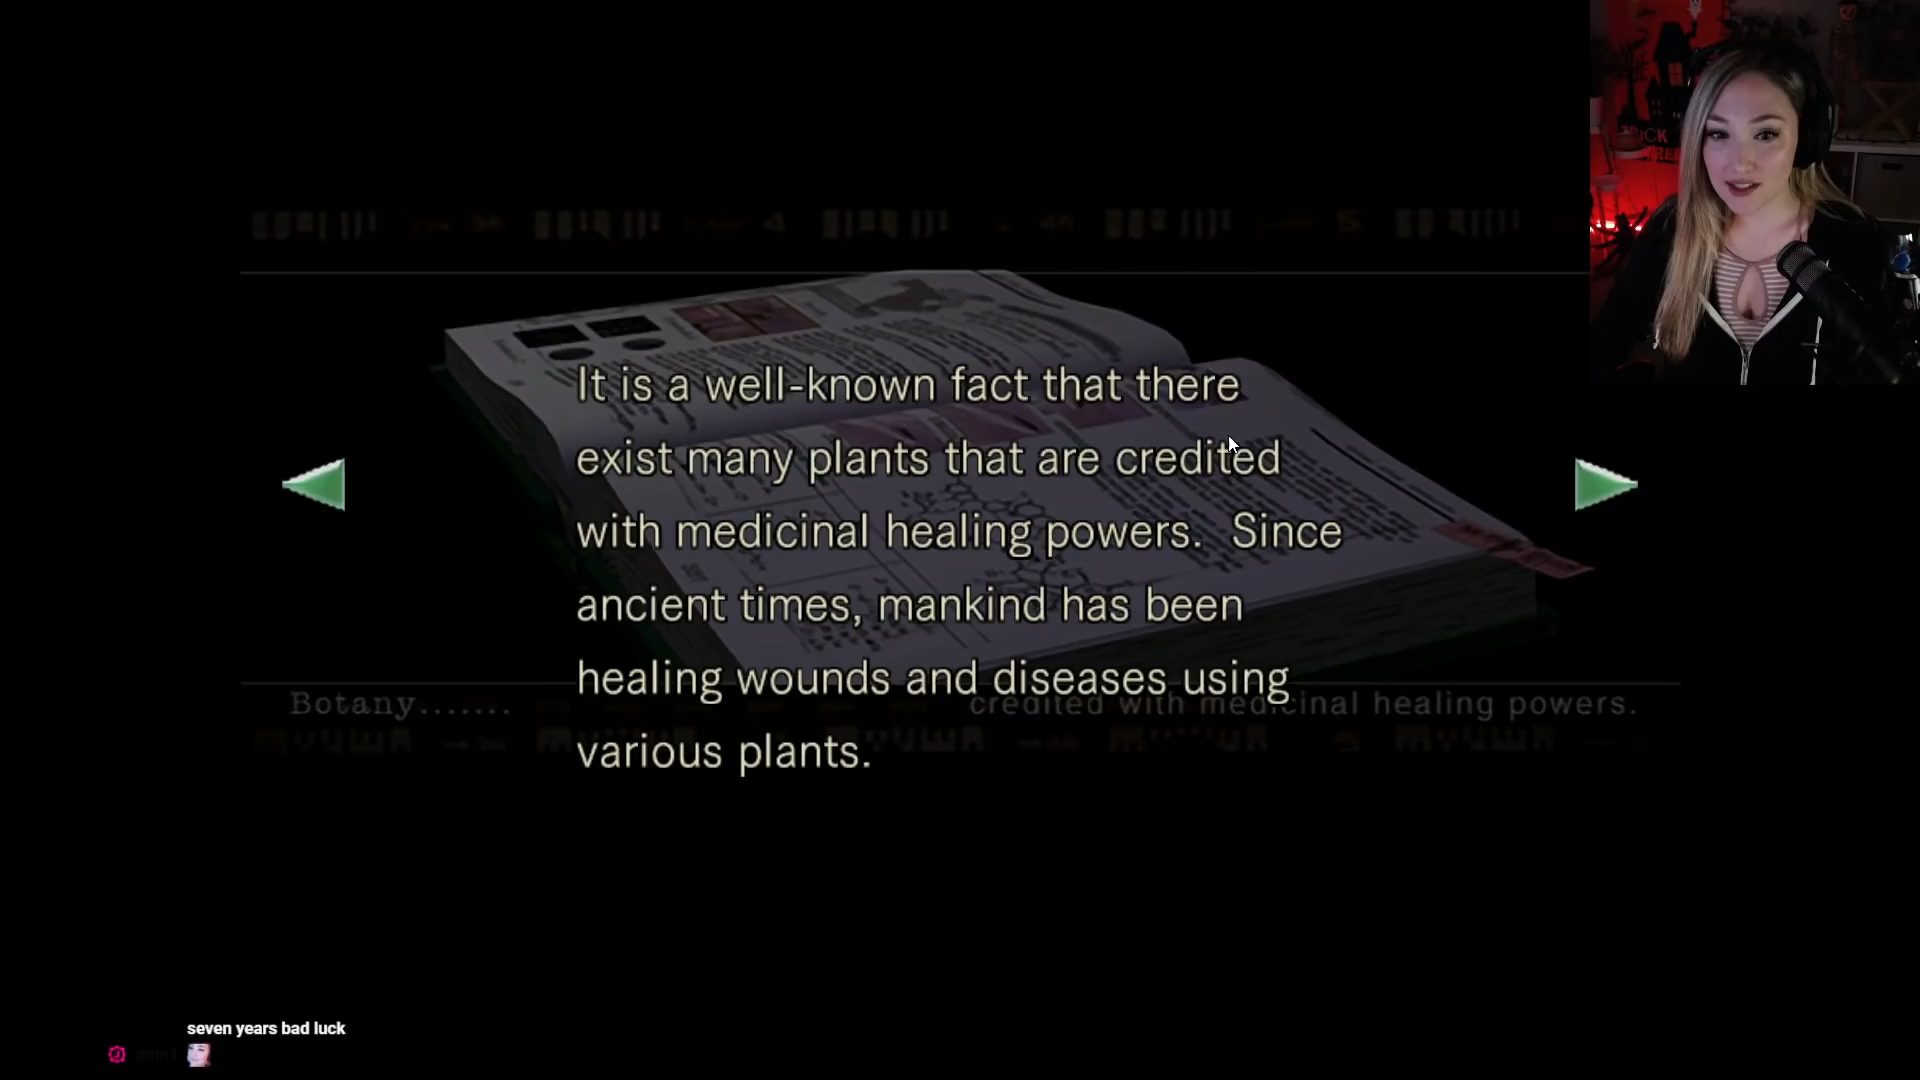 It is a well-known fact that there
exist many plants that are credited
with medicinal healing powers.  Since
ancient times, mankind has been
healing wounds and diseases using
various plants.
Botany.......
credited with medicinal healing powers.
seven years bad luck